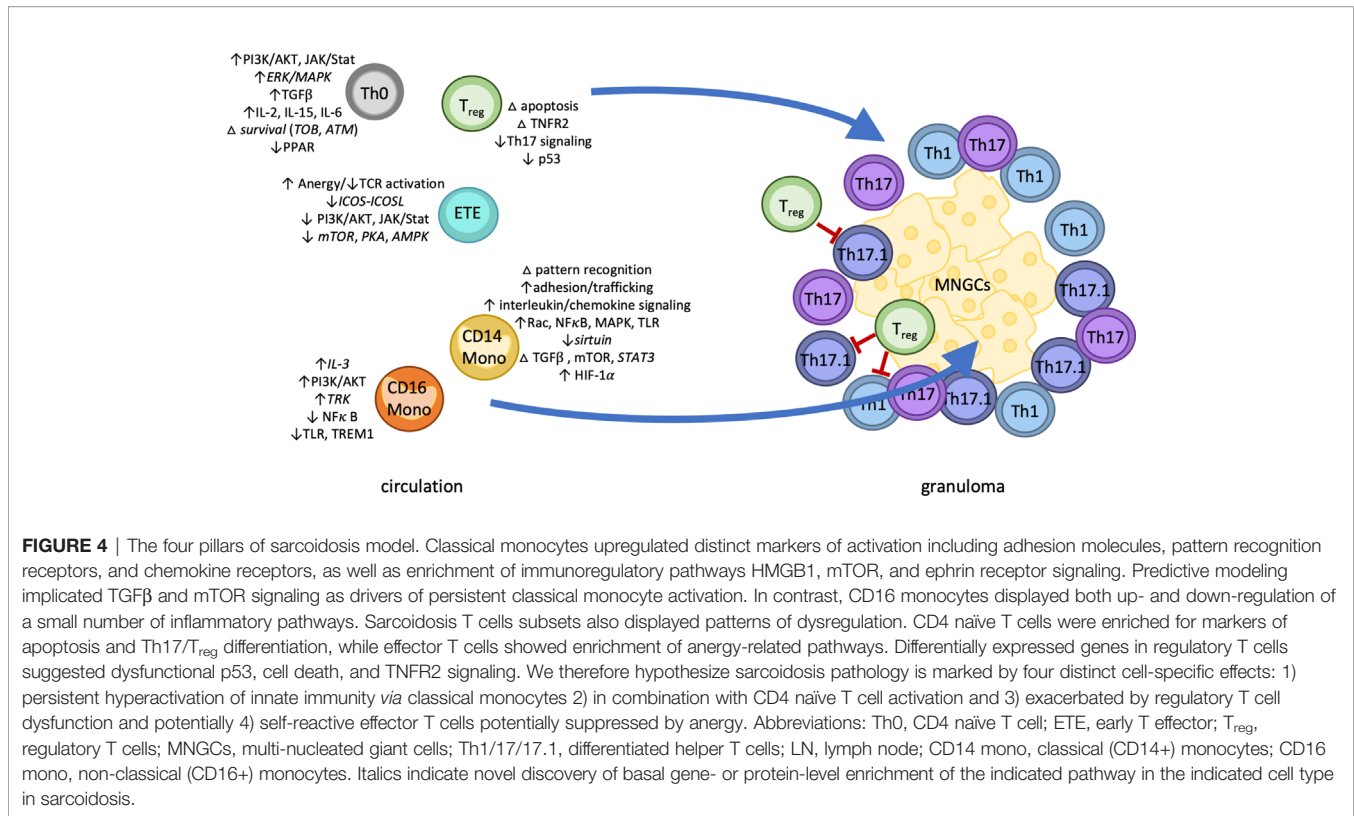 ↑PI3K/AKT, JAK/Stat
↑ERK/MAPK
↑TGFβ
↑IL-2, IL-15, IL-6
Δ survival (TOB, ATM)
↓PPAR
Th0
Treg
Δ apoptosis
Δ TNFR2
↓Th17 signaling
↓ p53
↑ Anergy/↓TCR activation
↓ICOS-ICOSL
↓ PI3K/AKT, JAK/Stat
↓ mTOR, PKA, AMPK
ETE
Δ pattern recognition
↑adhesion/trafficking
↑ interleukin/chemokine signaling
↑Rac, NFκB, MAPK, TLR
↓sirtuin
Δ TGFβ , mTOR, STAT3
↑ HIF-1α
CD14
Mono
↑IL-3
↑PI3K/AKT
↑TRK
↓ NFκ B
↓TLR, TREM1
CD16
Mono
circulation
Th1
Th17
Th1
Th17
Treg
Th1
Th17.1
MNGCs
Th17.1
Th17
Treg
Th17
Th17.1
Th17.1
Th1
Th17
Th17.1
Th1
granuloma
FIGURE 4 | The four pillars of sarcoidosis model. Classical monocytes upregulated distinct markers of activation including adhesion molecules, pattern recognition
receptors, and chemokine receptors, as well as enrichment of immunoregulatory pathways HMGB1, mTOR, and ephrin receptor signaling. Predictive modeling
implicated TGFβ and mTOR signaling as drivers of persistent classical monocyte activation. In contrast, CD16 monocytes displayed both up- and down-regulation of
a small number of inflammatory pathways. Sarcoidosis T cells subsets also displayed patterns of dysregulation. CD4 naïve T cells were enriched for markers of
apoptosis and Th17/Treg differentiation, while effector T cells showed enrichment of anergy-related pathways. Differentially expressed genes in regulatory T cells
suggested dysfunctional p53, cell death, and TNFR2 signaling. We therefore hypothesize sarcoidosis pathology is marked by four distinct cell-specific effects: 1)
persistent hyperactivation of innate immunity via classical monocytes 2) in combination with CD4 naïve T cell activation and 3) exacerbated by regulatory T cell
dysfunction and potentially 4) self-reactive effector T cells potentially suppressed by anergy. Abbreviations: Th0, CD4 naïve T cell; ETE, early T effector; Treg,
regulatory T cells; MNGCs, multi-nucleated giant cells; Th1/17/17.1, differentiated helper T cells; LN, lymph node; CD14 mono, classical (CD14+) monocytes; CD16
mono, non-classical (CD16+) monocytes. Italics indicate novel discovery of basal gene- or protein-level enrichment of the indicated pathway in the indicated cell type
in sarcoidosis.